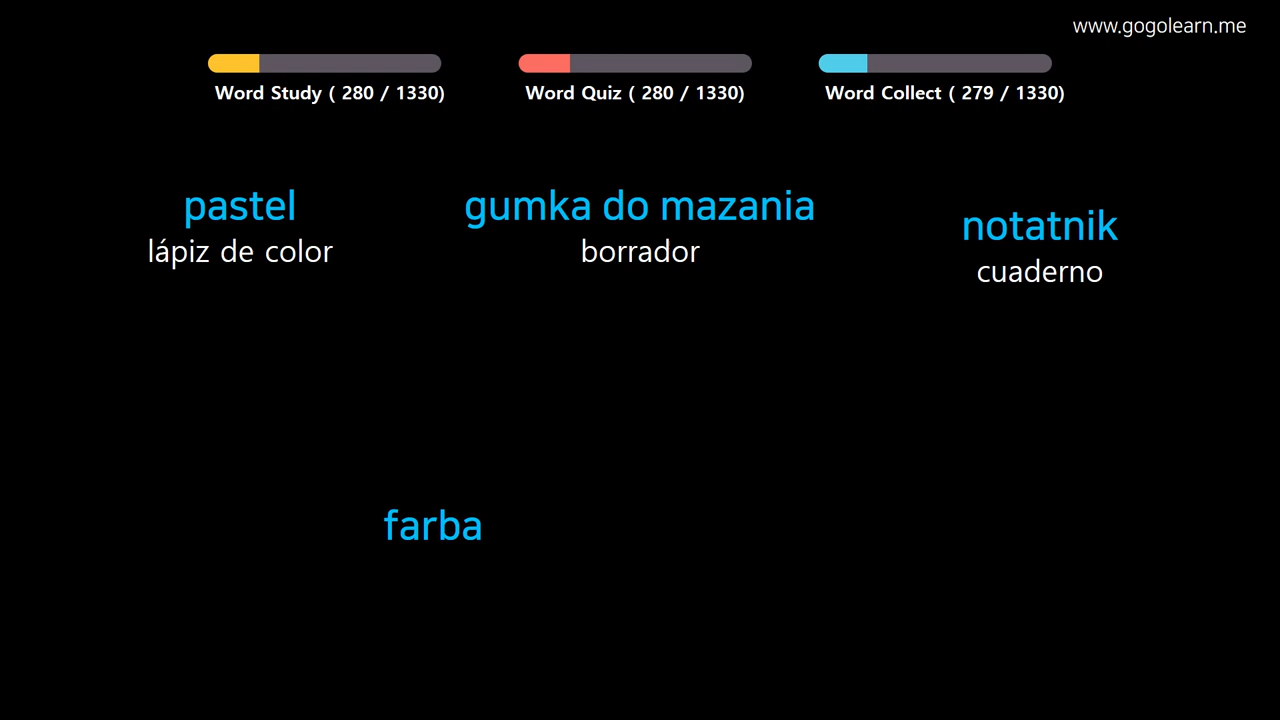 www.gogolearn.me
Word Study ( 280 / 1330)
Word Quiz ( 280 / 1330)
Word Collect ( 279 / 1330)
pastel
lápiz de color
gumka do mazania
borrador
notatnik
cuaderno
farba